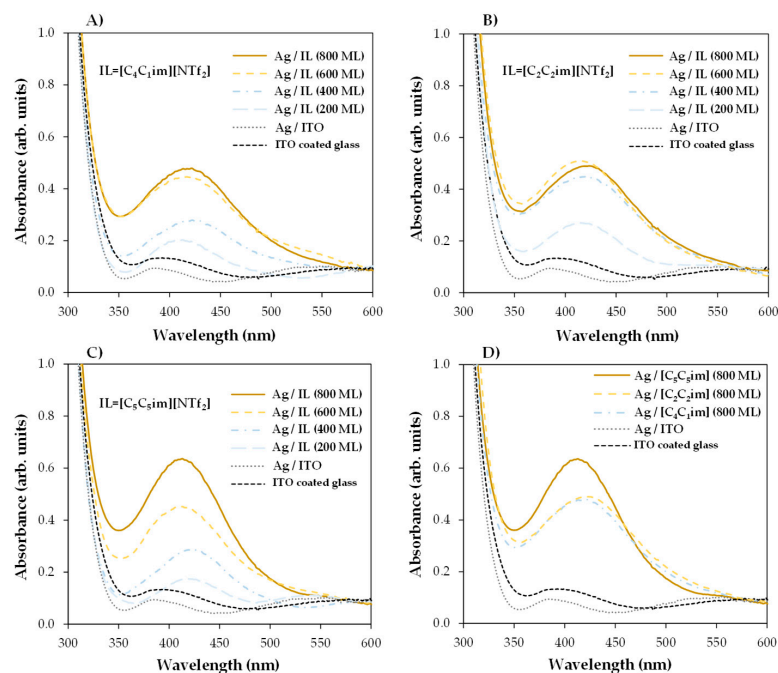 A)
IL=[C₄C₁im][NTf₂]
Ag / IL (800 ML)
Ag / IL (600 ML)
Ag / IL (400 ML)
Ag / IL (200 ML)
Ag / ITO
ITO coated glass
Absorbance (arb. units)
1.0
0.8
0.6
0.4
0.2
0.0
300 350 400 450 500 550 600
Wavelength (nm)
B)
IL=[C₂C₂im][NTf₂]
Ag / IL (800 ML)
Ag / IL (600 ML)
Ag / IL (400 ML)
Ag / IL (200 ML)
Ag / ITO
ITO coated glass
Absorbance (arb. units)
1.0
0.8
0.6
0.4
0.2
0.0
300 350 400 450 500 550 600
Wavelength (nm)
C)
IL=[C₅C₅im][NTf₂]
Ag / IL (800 ML)
Ag / IL (600 ML)
Ag / IL (400 ML)
Ag / IL (200 ML)
Ag / ITO
ITO coated glass
Absorbance (arb. units)
1.0
0.8
0.6
0.4
0.2
0.0
300 350 400 450 500 550 600
Wavelength (nm)
D)
Ag / [C₅C₅im] (800 ML)
Ag / [C₂C₂im] (800 ML)
Ag / [C₄C₁im] (800 ML)
Ag / ITO
ITO coated glass
Absorbance (arb. units)
1.0
0.8
0.6
0.4
0.2
0.0
300 350 400 450 500 550 600
Wavelength (nm)